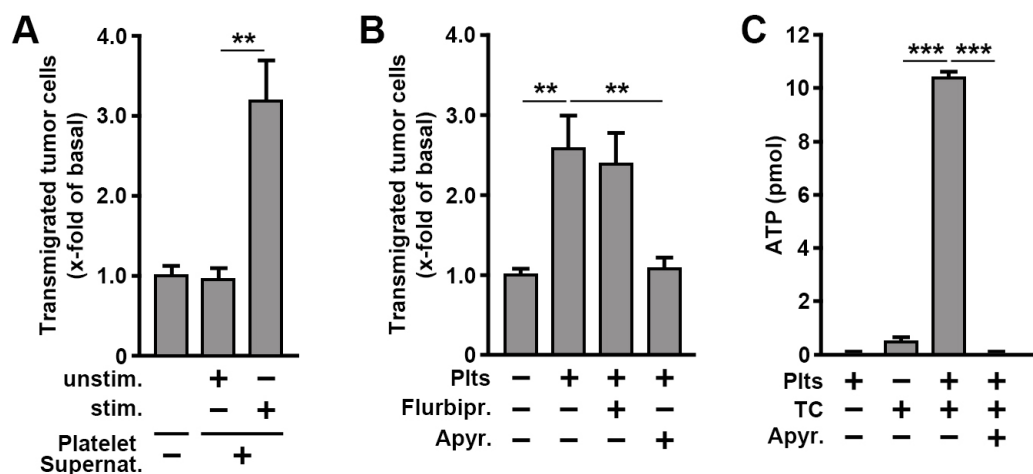 A
Transmigrated tumor cells
(x-fold of basal)
4.0
3.0
2.0
1.0
0
**
unstim. + −
stim. − +
Platelet
Supernat. − +
B
Transmigrated tumor cells
(x-fold of basal)
4.0
3.0
2.0
1.0
0
** **
Plts − + + +
Flurbipr. − − + −
Apyr. − − − +
C
ATP (pmol)
12
10
8
6
4
2
0
*** ***
Plts + − + +
TC − + + +
Apyr. − − − +